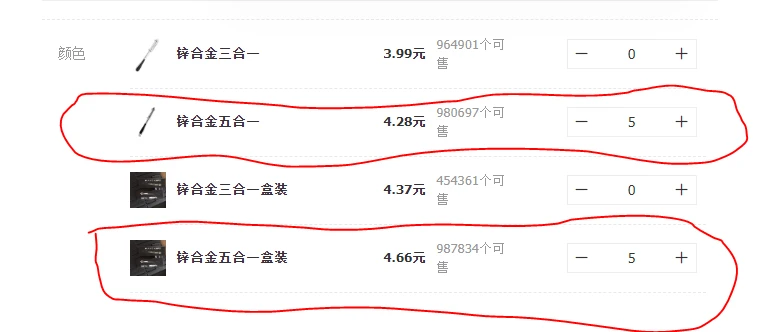 颜色
锌合金三合一 3.99元 964901个可
售
0
锌合金五合一 4.28元 980697个可
售
5
锌合金三合一盒装 4.37元 454361个可
售
0
锌合金五合一盒装 4.66元 987834个可
售
5